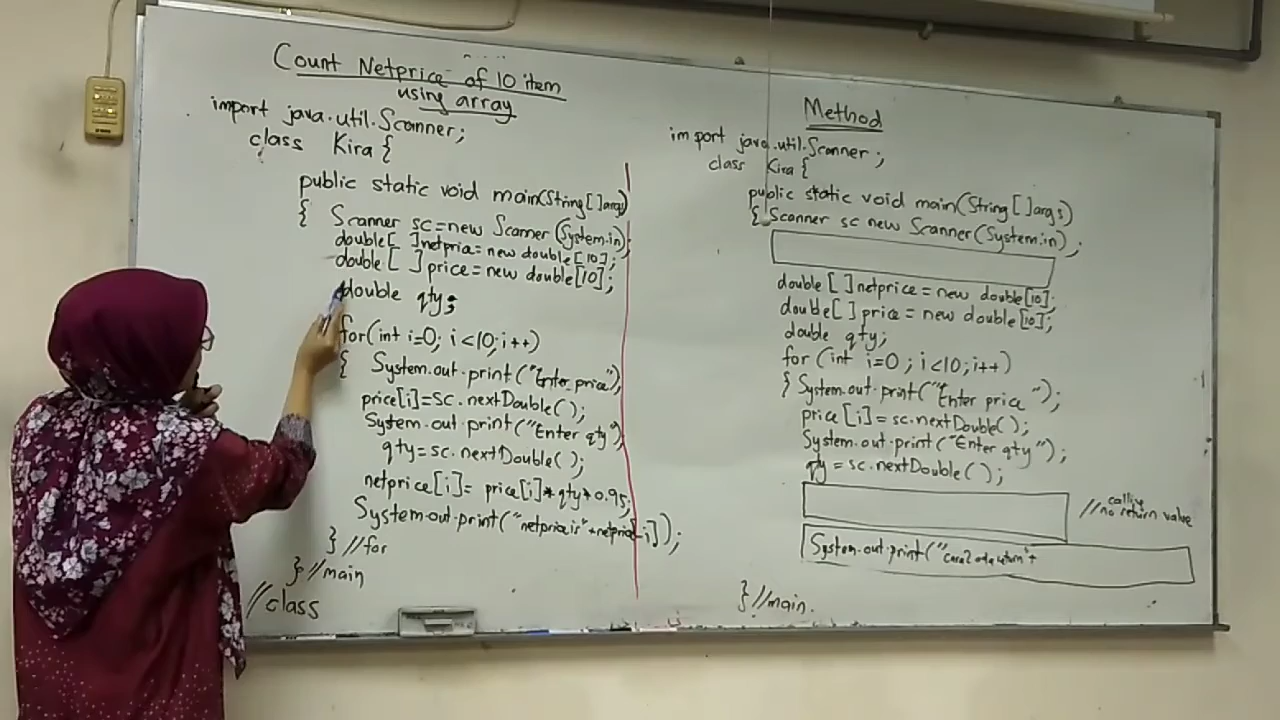 Count Netprice of 10 item
using array
import java.util.Scanner;
class Kira {
public static void main(String[]args)
{ Scanner sc=new Scanner(System.in);
double[ ]netprice=new double[10];
double[ ]price=new double[10];
double qty;
for(int i=0; i<10;i++)
{ System.out.print("Enter price");
price[i]=sc.nextDouble( );
System.out.print("Enter qty");
qty=sc.nextDouble( );
netprice[i]= price[i]*qty*0.95;
System.out.print("netprice is"+netprice[i]);
} //for
} //main
//class
Method
import java.util.Scanner;
class Kira {
public static void main(String[]args)
{ Scanner sc new Scanner(System.in);
double[ ]netprice=new double[10];
double[ ]price=new double[10];
double qty;
for (int i=0; i<10;i++)
} System.out.print("Enter price");
price[i]=sc.nextDouble( );
System.out.print("Enter qty");
qty=sc.nextDouble( );
//calling
no return value
System.out.print("cara2 ada return"+
} //main.